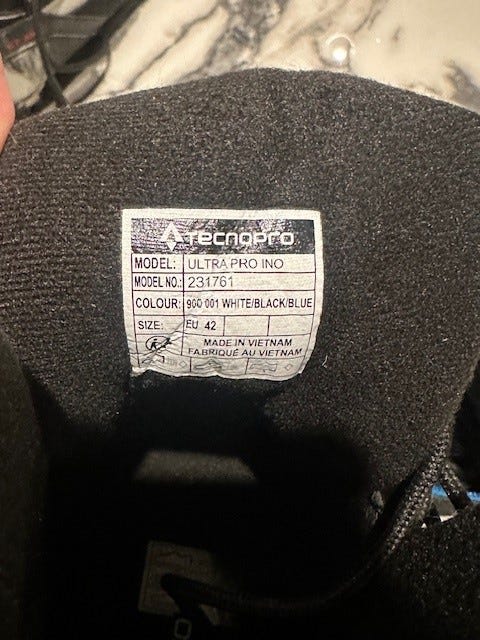 TECNOPRO
MODEL: ULTRA PRO INO
MODEL NO.: 231761
COLOUR: 900 001 WHITE/BLACK/BLUE
SIZE: EU 42
MADE IN VIETNAM
FABRIQUÉ AU VIETNAM